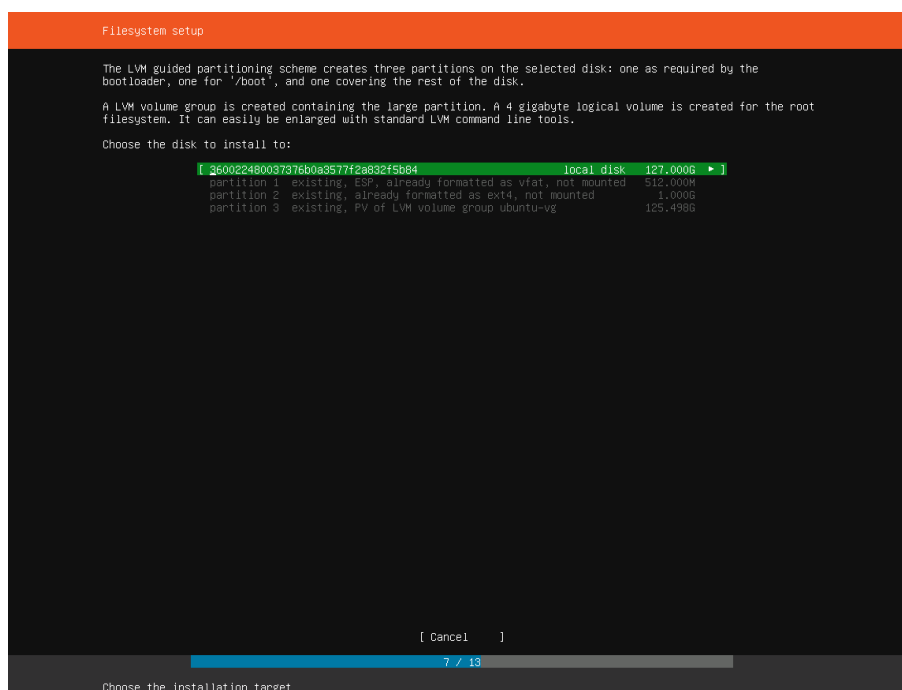 Filesystem setup
The LVM guided partitioning scheme creates three partitions on the selected disk: one as required by the
bootloader, one for '/boot', and one covering the rest of the disk.
A LVM volume group is created containing the large partition. A 4 gigabyte logical volume is created for the root
filesystem. It can easily be enlarged with standard LVM command line tools.
Choose the disk to install to:
[ 360022480037376b0a3577f2a832f5b84 local disk 127.000G ► ]
partition 1 existing, ESP, already formatted as vfat, not mounted 512.000M
partition 2 existing, already formatted as ext4, not mounted 1.000G
partition 3 existing, PV of LVM volume group ubuntu-vg 125.498G
[ Cancel ]
7 / 13
Choose the installation target